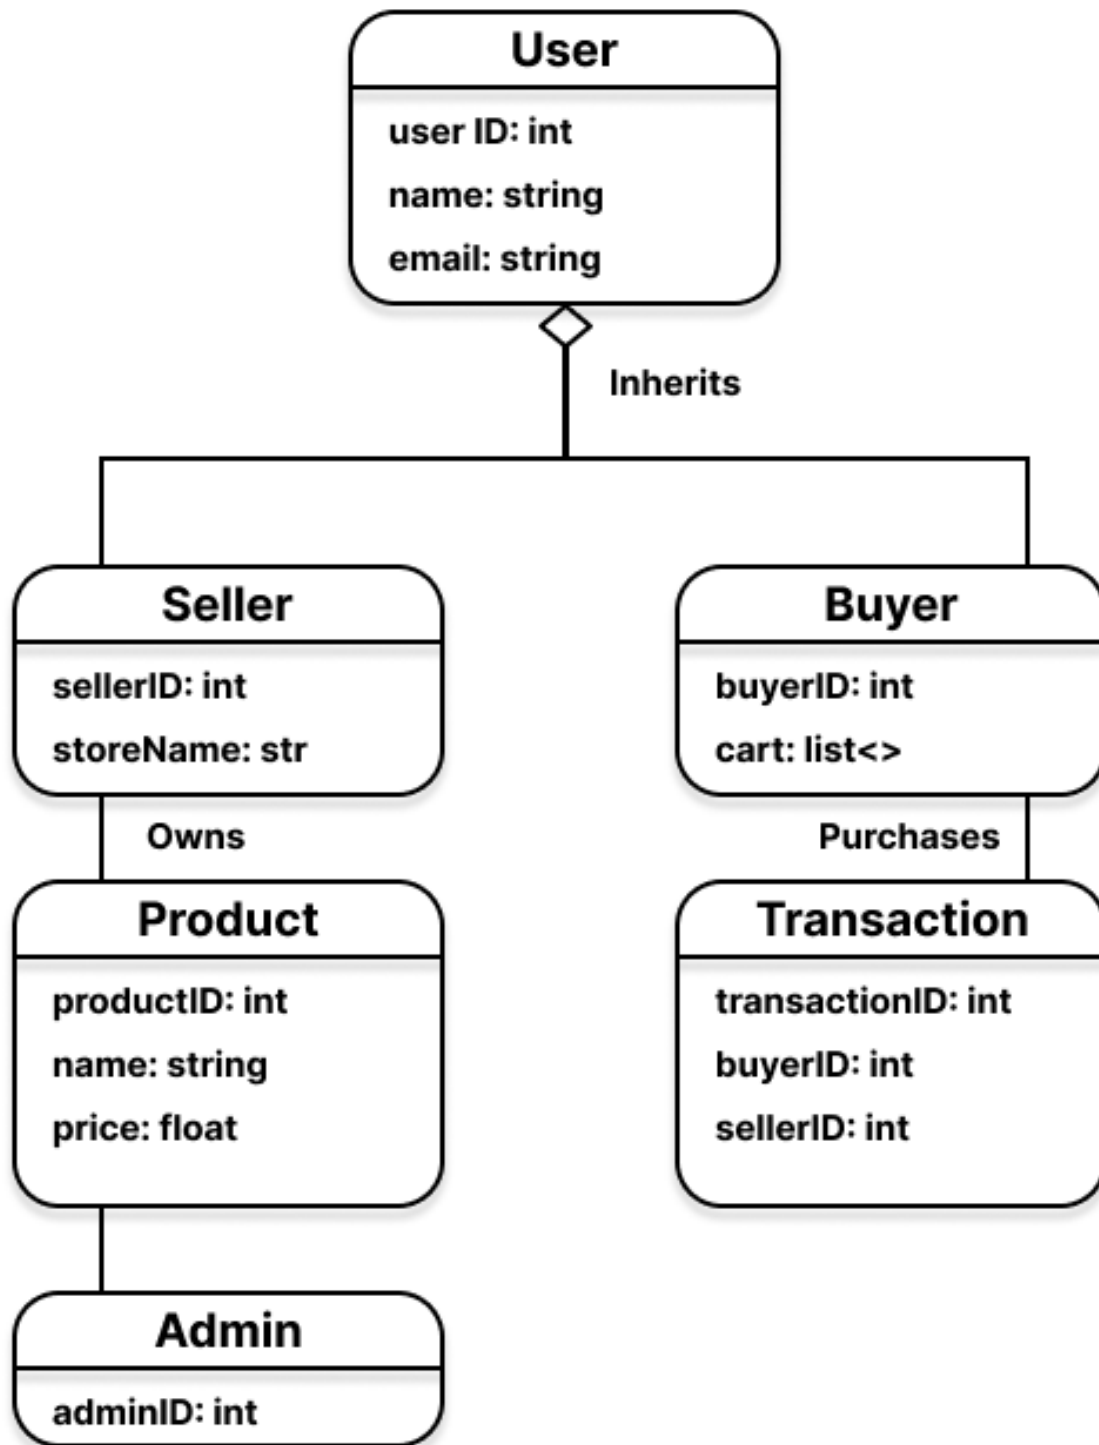 User
user ID: int
name: string
email: string
Inherits
Seller
sellerID: int
storeName: str
Buyer
buyerID: int
cart: list<>
Owns
Purchases
Product
productID: int
name: string
price: float
Transaction
transactionID: int
buyerID: int
sellerID: int
Admin
adminID: int